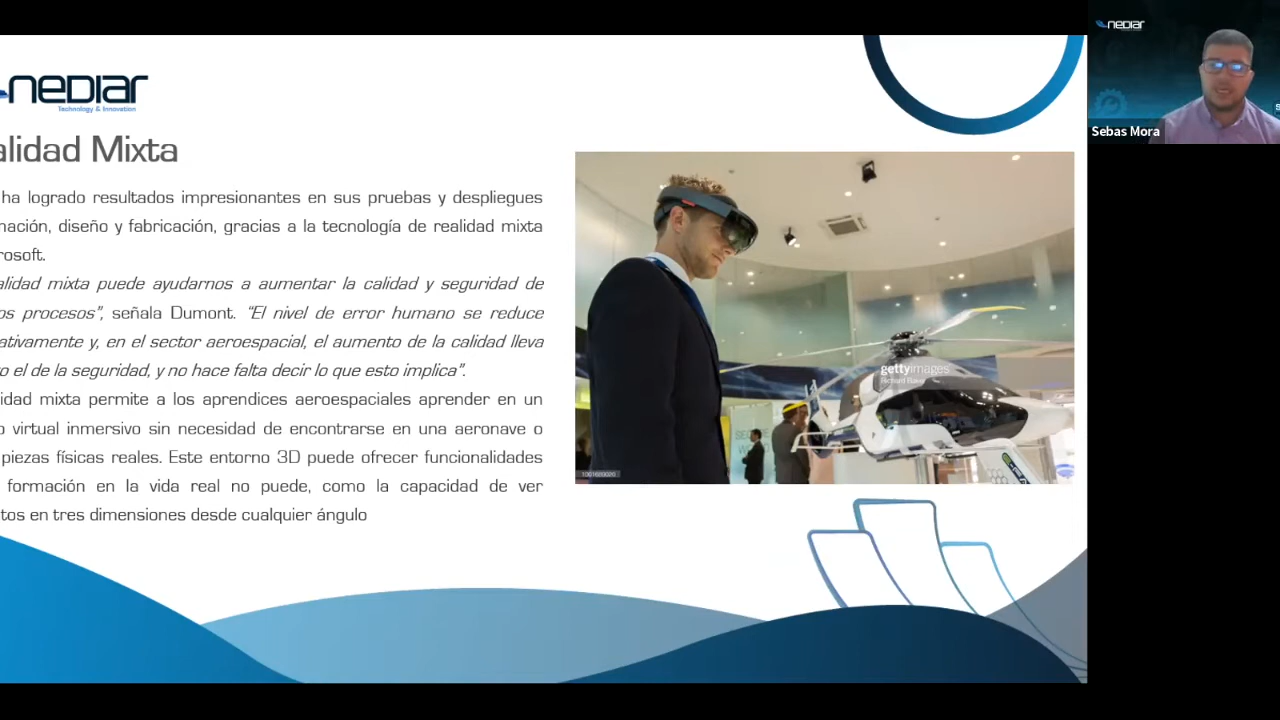 neDiar
Technology & Innovation
alidad Mixta
ha logrado resultados impresionantes en sus pruebas y despliegues
mación, diseño y fabricación, gracias a la tecnología de realidad mixta
rosoft.
alidad mixta puede ayudarnos a aumentar la calidad y seguridad de
os procesos”, señala Dumont. “El nivel de error humano se reduce
ativamente y, en el sector aeroespacial, el aumento de la calidad lleva
o el de la seguridad, y no hace falta decir lo que esto implica”.
idad mixta permite a los aprendices aeroespaciales aprender en un
o virtual inmersivo sin necesidad de encontrarse en una aeronave o
piezas físicas reales. Este entorno 3D puede ofrecer funcionalidades
formación en la vida real no puede, como la capacidad de ver
tos en tres dimensiones desde cualquier ángulo
gettyimages
Richard Baker
1001600020
neDiar
Sebas Mora